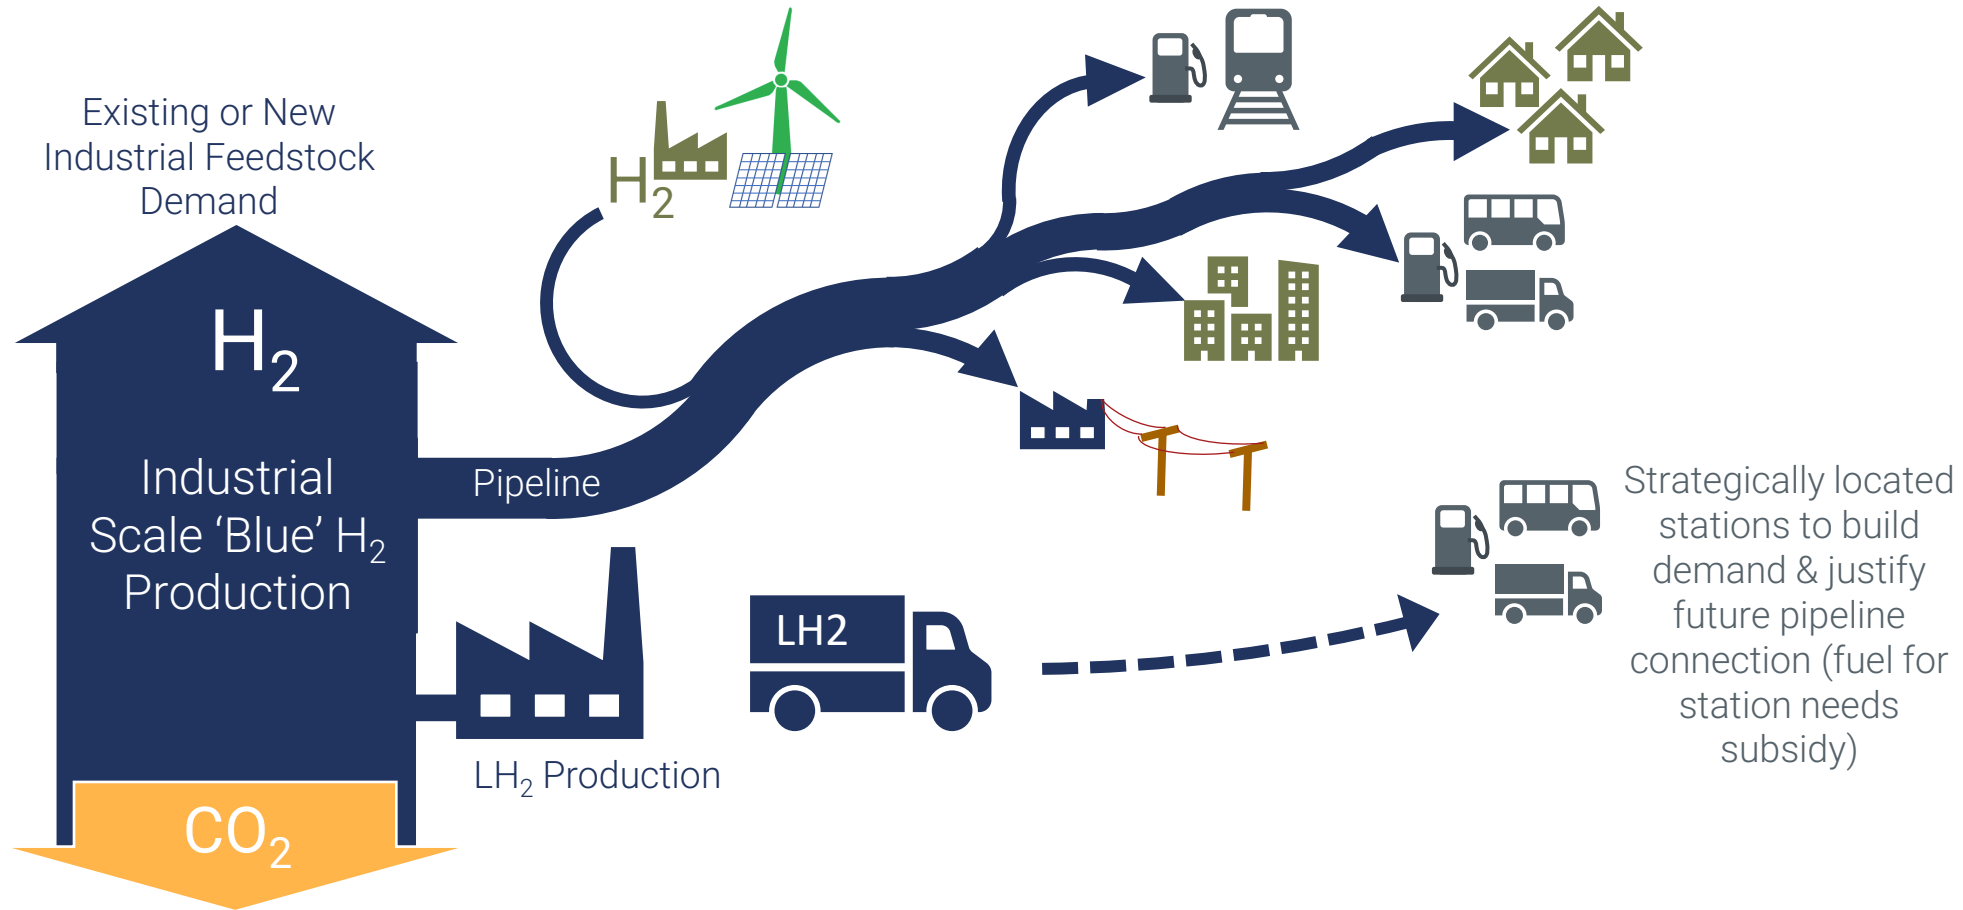 Existing or New
Industrial Feedstock
Demand
H₂
Industrial
Scale ‘Blue’ H₂
Production
CO₂
H₂
Pipeline
LH₂ Production
LH2
Strategically located
stations to build
demand & justify
future pipeline
connection (fuel for
station needs
subsidy)